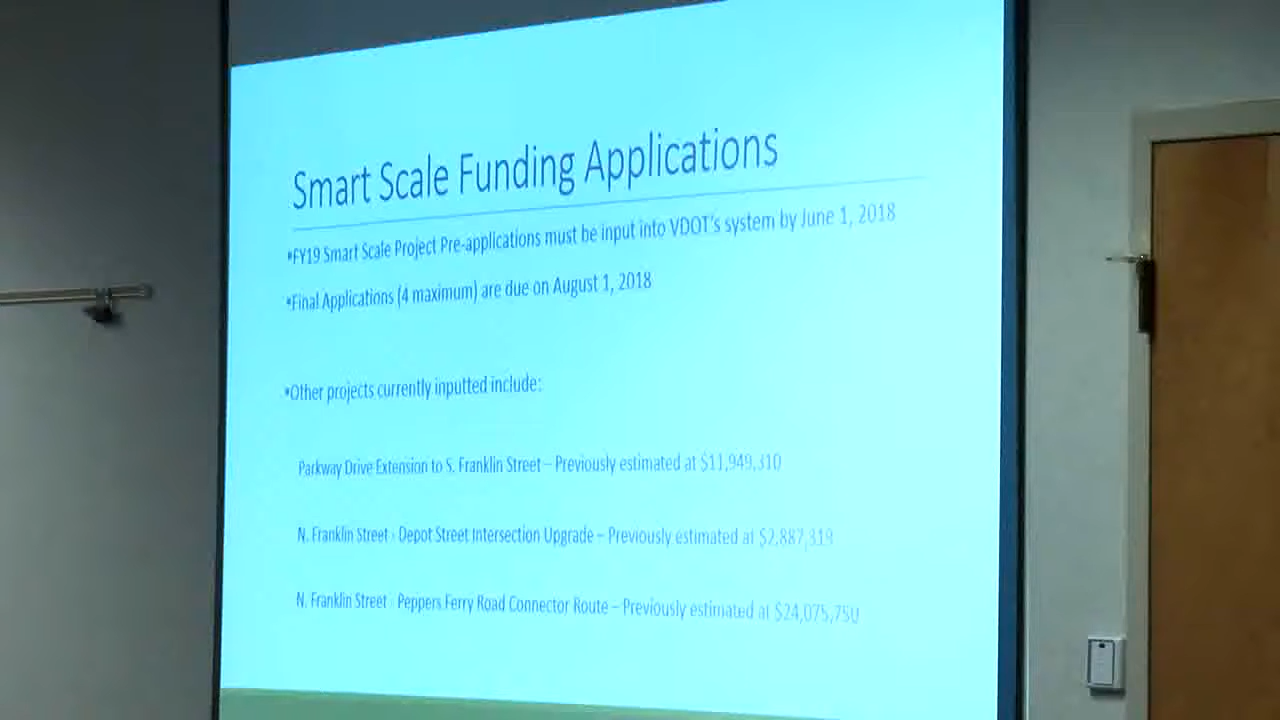 Smart Scale Funding Applications
▪FY19 Smart Scale Project Pre-applications must be input into VDOT's system by June 1, 2018
▪Final Applications (4 maximum) are due on August 1, 2018
▪Other projects currently inputted include:
Parkway Drive Extension to S. Franklin Street – Previously estimated at $11,949,310
N. Franklin Street - Depot Street Intersection Upgrade – Previously estimated at $2,887,319
N. Franklin Street - Peppers Ferry Road Connector Route – Previously estimated at $24,075,750